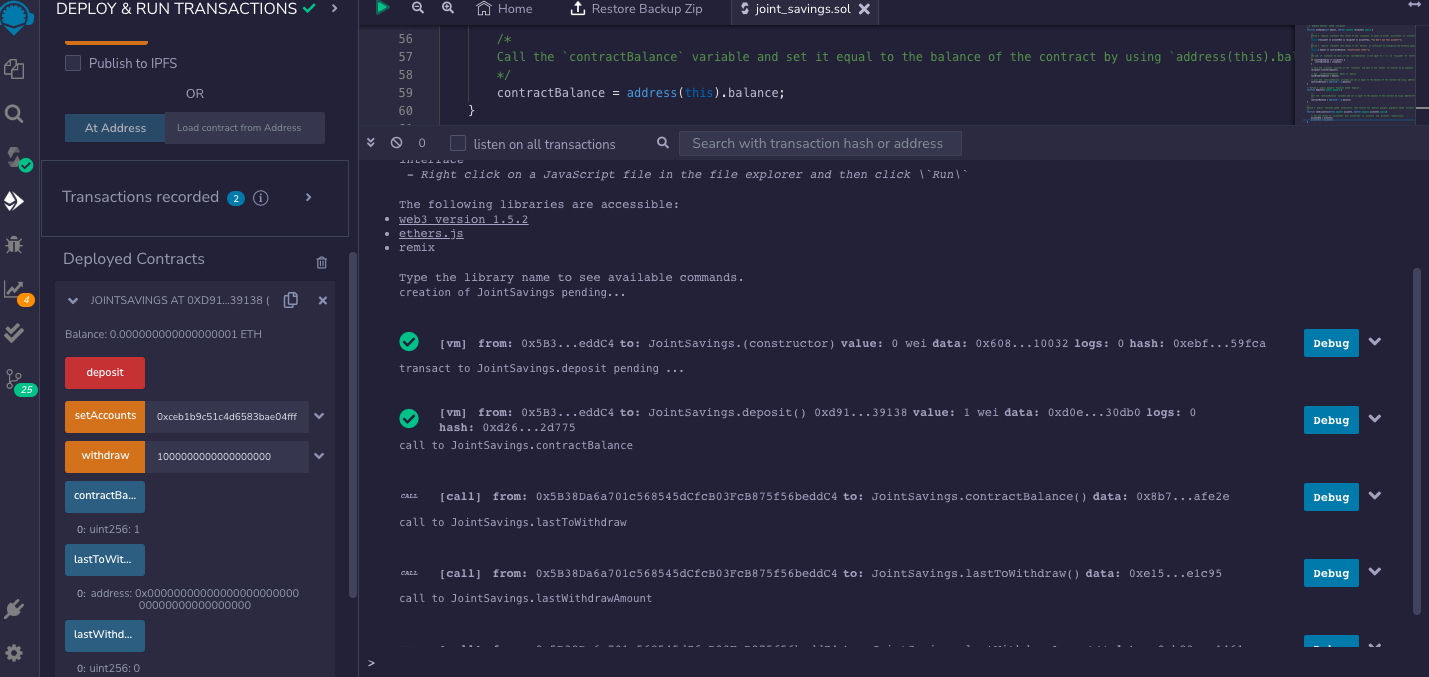 DEPLOY & RUN TRANSACTIONS
Publish to IPFS
OR
At Address
Load contract from Address
Transactions recorded 2 i
Deployed Contracts
JOINTSAVINGS AT 0XD91...39138 (
Balance: 0.000000000000000001 ETH
deposit
setAccounts 0xceb1b9c51c4d6583bae04fff
withdraw 1000000000000000000
contractBa...
0: uint256: 1
lastToWit...
0: address: 0x00000000000000000000000
00000000000000000
lastWithd...
0: uint256: 0
4
25
Home
Restore Backup Zip
joint_savings.sol
56 /*
57 Call the `contractBalance` variable and set it equal to the balance of the contract by using `address(this).ba
58 */
59 contractBalance = address(this).balance;
60 }
0
listen on all transactions
Search with transaction hash or address
interface
- Right click on a JavaScript file in the file explorer and then click \`Run\`
The following libraries are accessible:
web3 version 1.5.2
ethers.js
remix
Type the library name to see available commands.
creation of JointSavings pending...
[vm] from: 0x5B3...eddC4 to: JointSavings.(constructor) value: 0 wei data: 0x608...10032 logs: 0 hash: 0xebf...59fca
Debug
transact to JointSavings.deposit pending ...
[vm] from: 0x5B3...eddC4 to: JointSavings.deposit() 0xd91...39138 value: 1 wei data: 0xd0e...30db0 logs: 0
hash: 0xd26...2d775
Debug
call to JointSavings.contractBalance
CALL [call] from: 0x5B38Da6a701c568545dCfcB03FcB875f56beddC4 to: JointSavings.contractBalance() data: 0x8b7...afe2e
Debug
call to JointSavings.lastToWithdraw
CALL [call] from: 0x5B38Da6a701c568545dCfcB03FcB875f56beddC4 to: JointSavings.lastToWithdraw() data: 0xe15...e1c95
Debug
call to JointSavings.lastWithdrawAmount
>